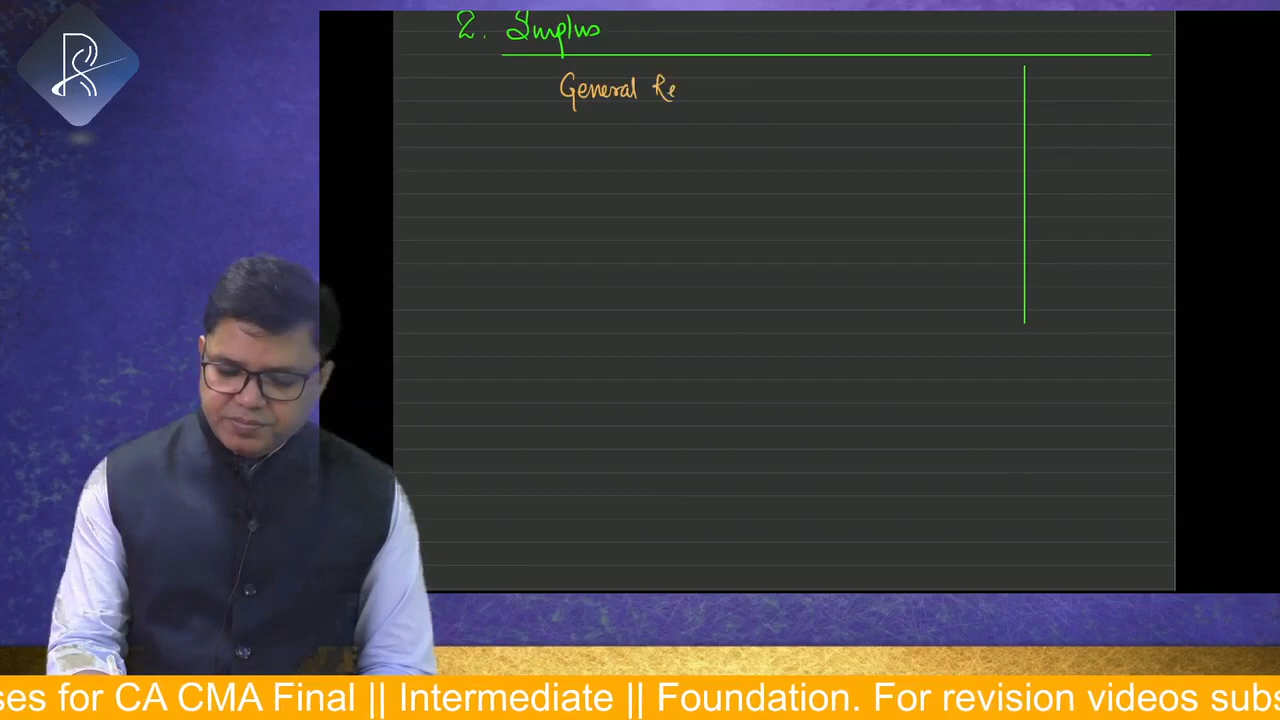 2. Surplus
General Re
ses for CA CMA Final || Intermediate || Foundation. For revision videos subs